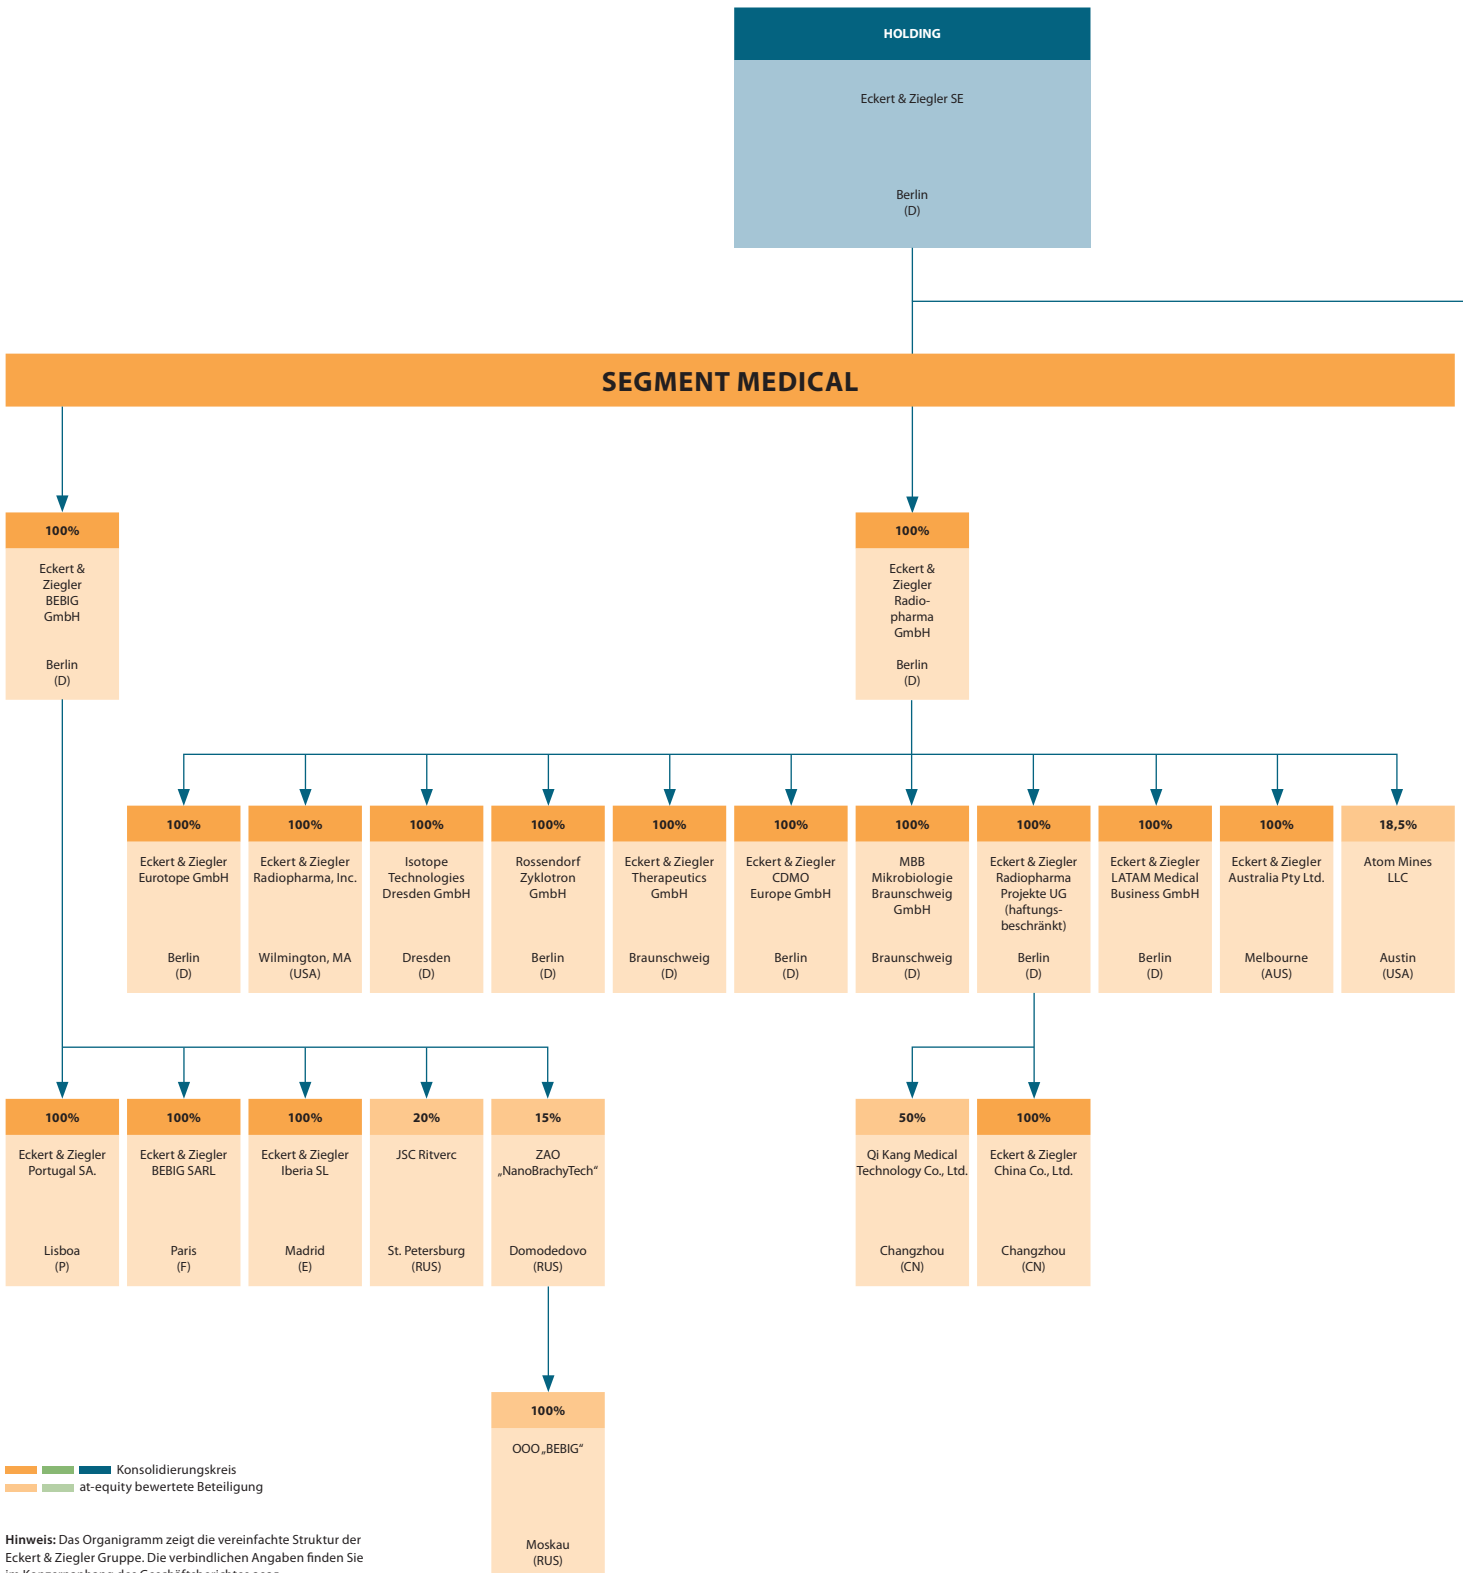 HOLDING
Eckert & Ziegler SE
Berlin
(D)
SEGMENT MEDICAL
100%
Eckert &
Ziegler
BEBIG
GmbH
Berlin
(D)
100%
Eckert &
Ziegler
Radio-
pharma
GmbH
Berlin
(D)
100%
Eckert & Ziegler
Eurotope GmbH
Berlin
(D)
100%
Eckert & Ziegler
Radiopharma, Inc.
Wilmington, MA
(USA)
100%
Isotope
Technologies
Dresden GmbH
Dresden
(D)
100%
Rossendorf
Zyklotron
GmbH
Berlin
(D)
100%
Eckert & Ziegler
Therapeutics
GmbH
Braunschweig
(D)
100%
Eckert & Ziegler
CDMO
Europe GmbH
Berlin
(D)
100%
MBB
Mikrobiologie
Braunschweig
GmbH
Braunschweig
(D)
100%
Eckert & Ziegler
Radiopharma
Projekte UG
(haftungs-
beschränkt)
Berlin
(D)
100%
Eckert & Ziegler
LATAM Medical
Business GmbH
Berlin
(D)
100%
Eckert & Ziegler
Australia Pty Ltd.
Melbourne
(AUS)
18,5%
Atom Mines
LLC
Austin
(USA)
100%
Eckert & Ziegler
Portugal SA.
Lisboa
(P)
100%
Eckert & Ziegler
BEBIG SARL
Paris
(F)
100%
Eckert & Ziegler
Iberia SL
Madrid
(E)
20%
JSC Ritverc
St. Petersburg
(RUS)
15%
ZAO
„NanoBrachyTech“
Domodedovo
(RUS)
50%
Qi Kang Medical
Technology Co., Ltd.
Changzhou
(CN)
100%
Eckert & Ziegler
China Co., Ltd.
Changzhou
(CN)
100%
OOO „BEBIG“
Moskau
(RUS)
Konsolidierungskreis
at-equity bewertete Beteiligung
Hinweis: Das Organigramm zeigt die vereinfachte Struktur der
Eckert & Ziegler Gruppe. Die verbindlichen Angaben finden Sie